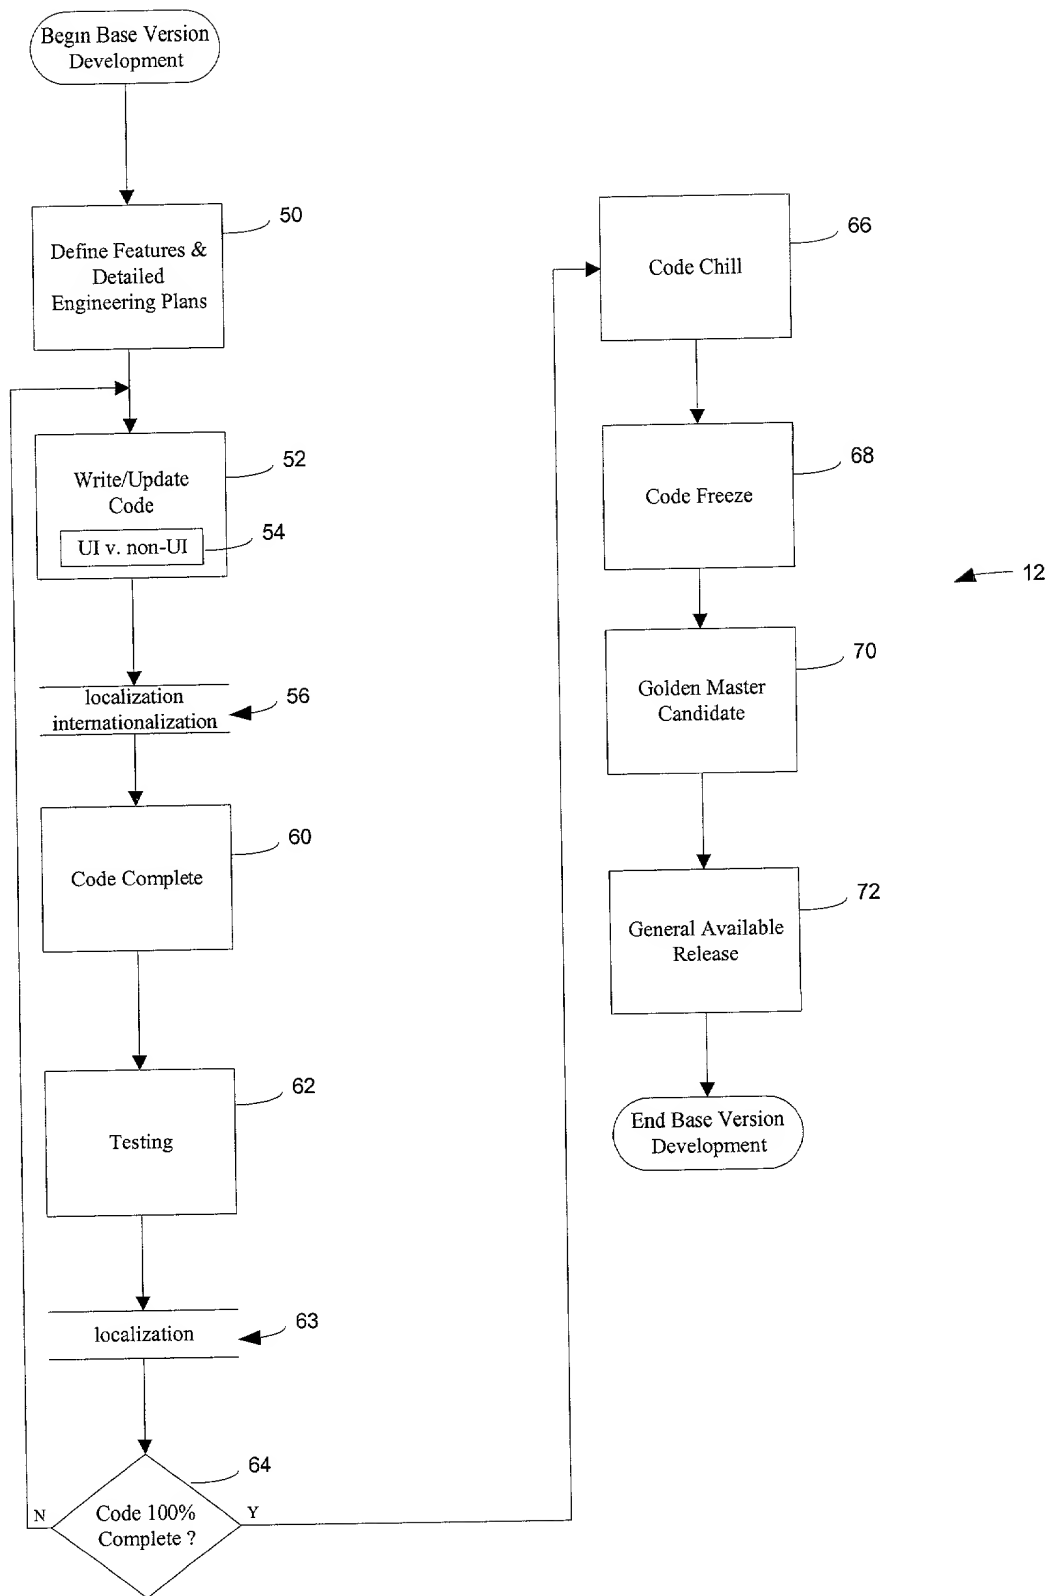 Begin Base Version
Development
50
Define Features &
Detailed
Engineering Plans
52
Write/Update
Code
54
UI v. non-UI
localization
internationalization
56
60
Code Complete
62
Testing
63
localization
64
N
Code 100%
Complete ?
Y
66
Code Chill
68
Code Freeze
12
70
Golden Master
Candidate
72
General Available
Release
End Base Version
Development